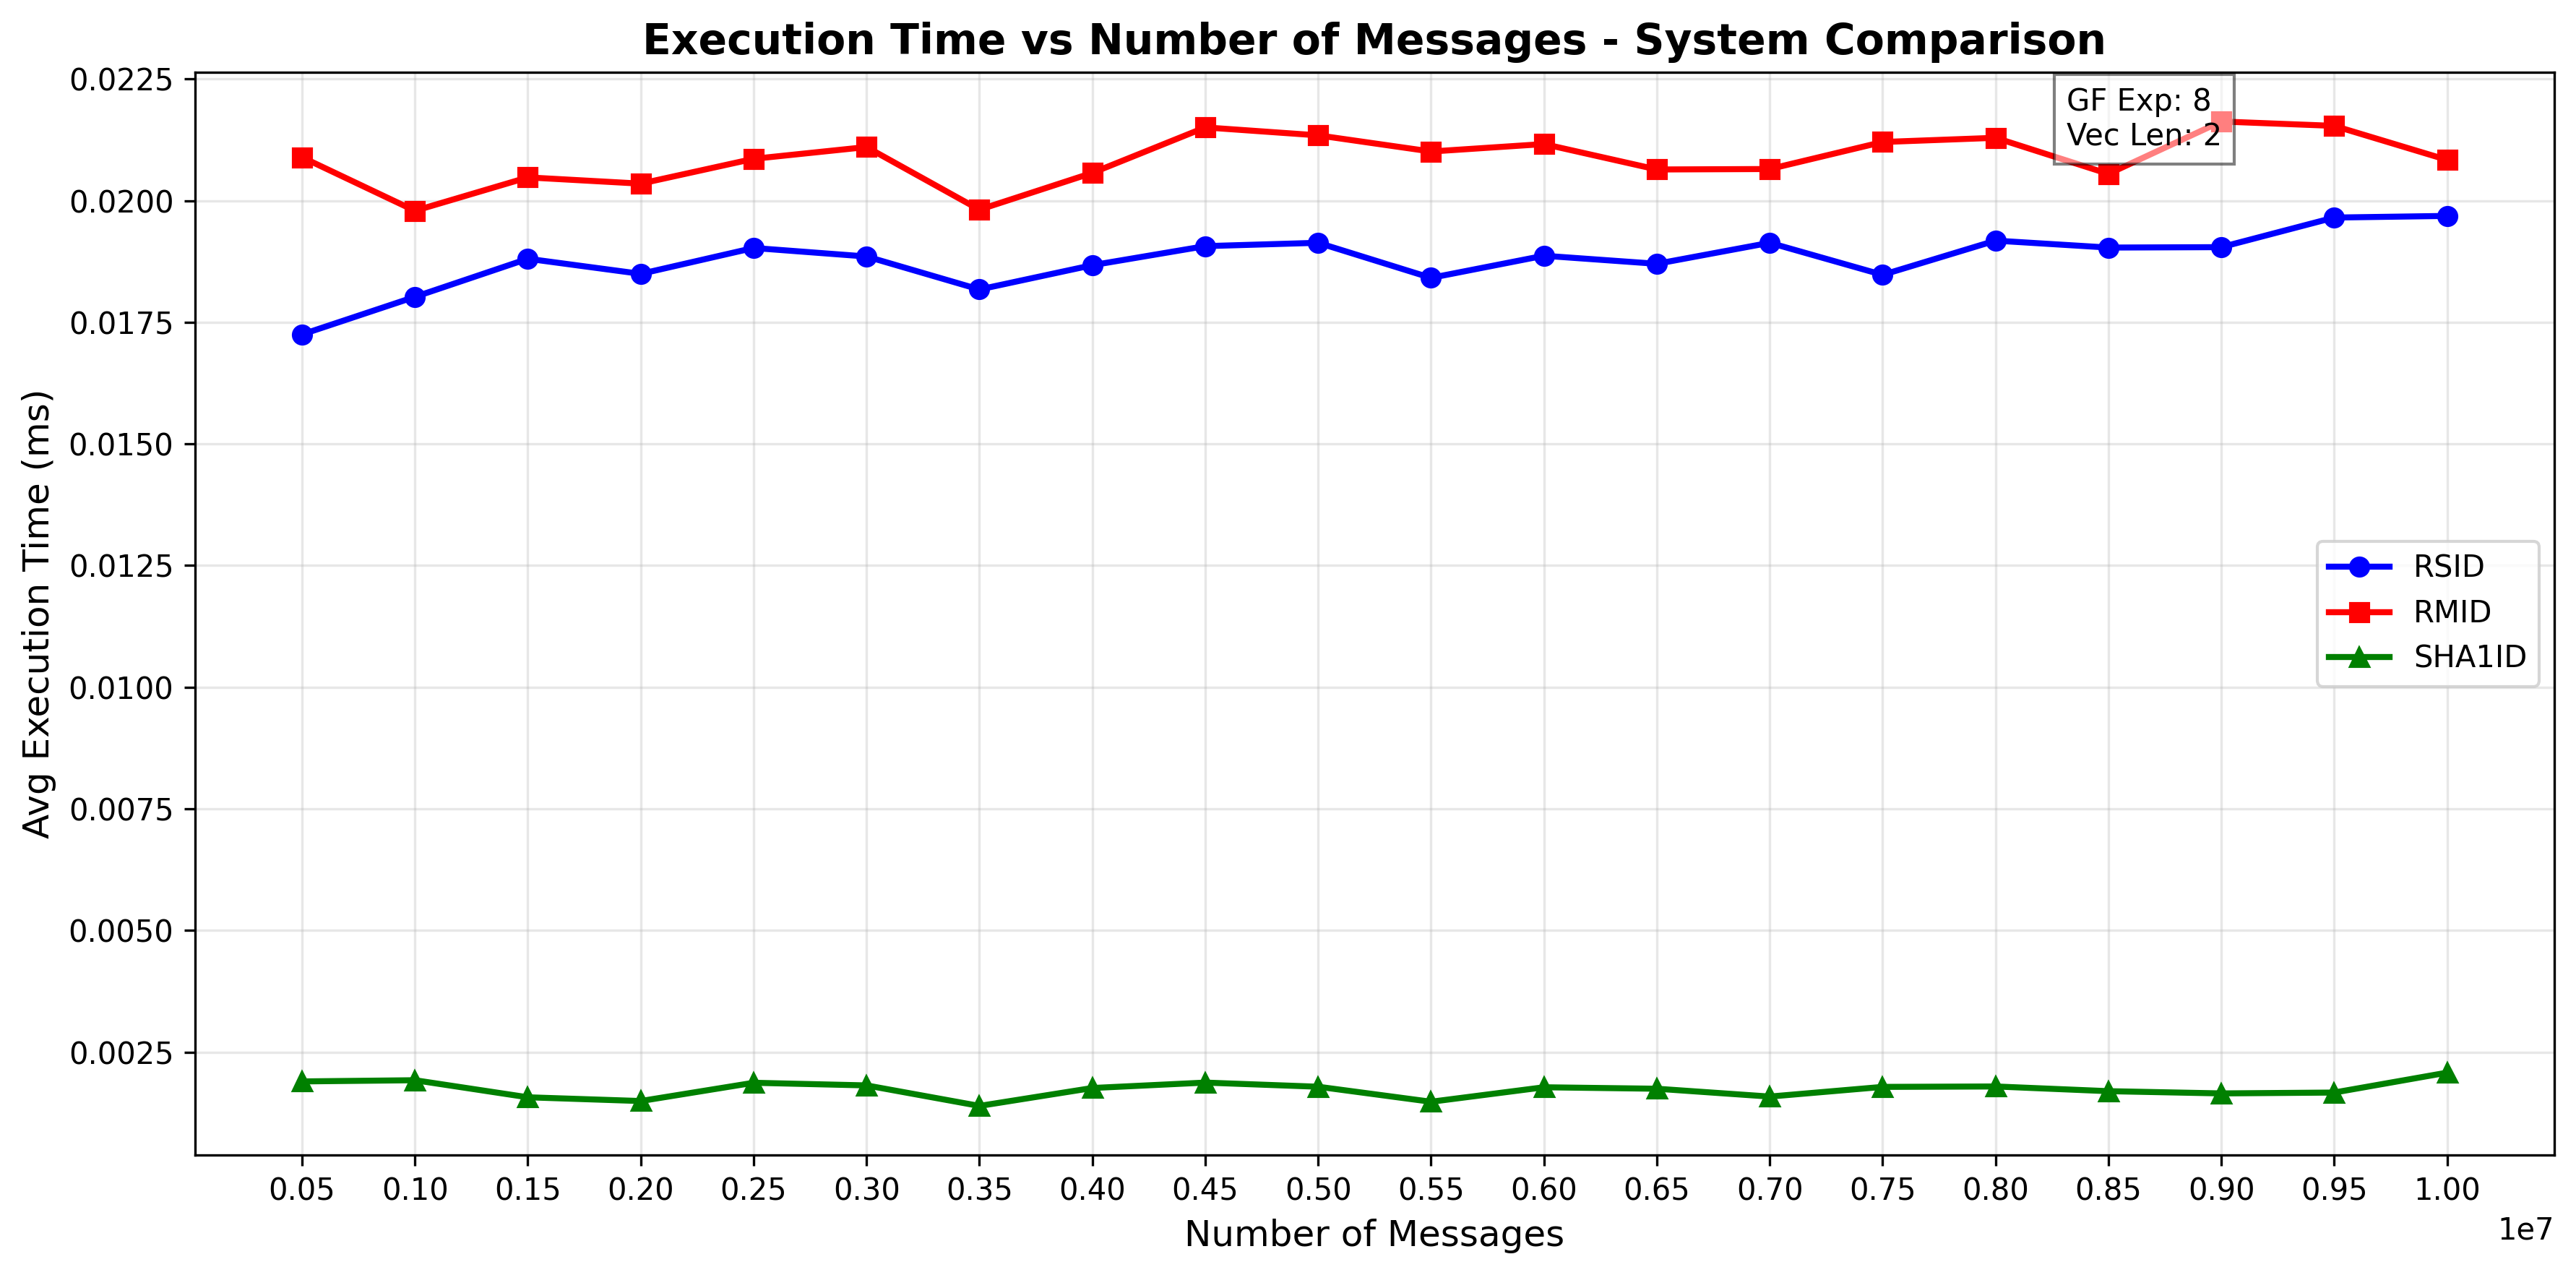 Execution Time vs Number of Messages - System Comparison
0.0225
0.0200
0.0175
0.0150
0.0125
0.0100
0.0075
0.0050
0.0025
Avg Execution Time (ms)
GF Exp: 8
Vec Len: 2
RSID
RMID
SHA1ID
0.05 0.10 0.15 0.20 0.25 0.30 0.35 0.40 0.45 0.50 0.55 0.60 0.65 0.70 0.75 0.80 0.85 0.90 0.95 1.00
1e7
Number of Messages